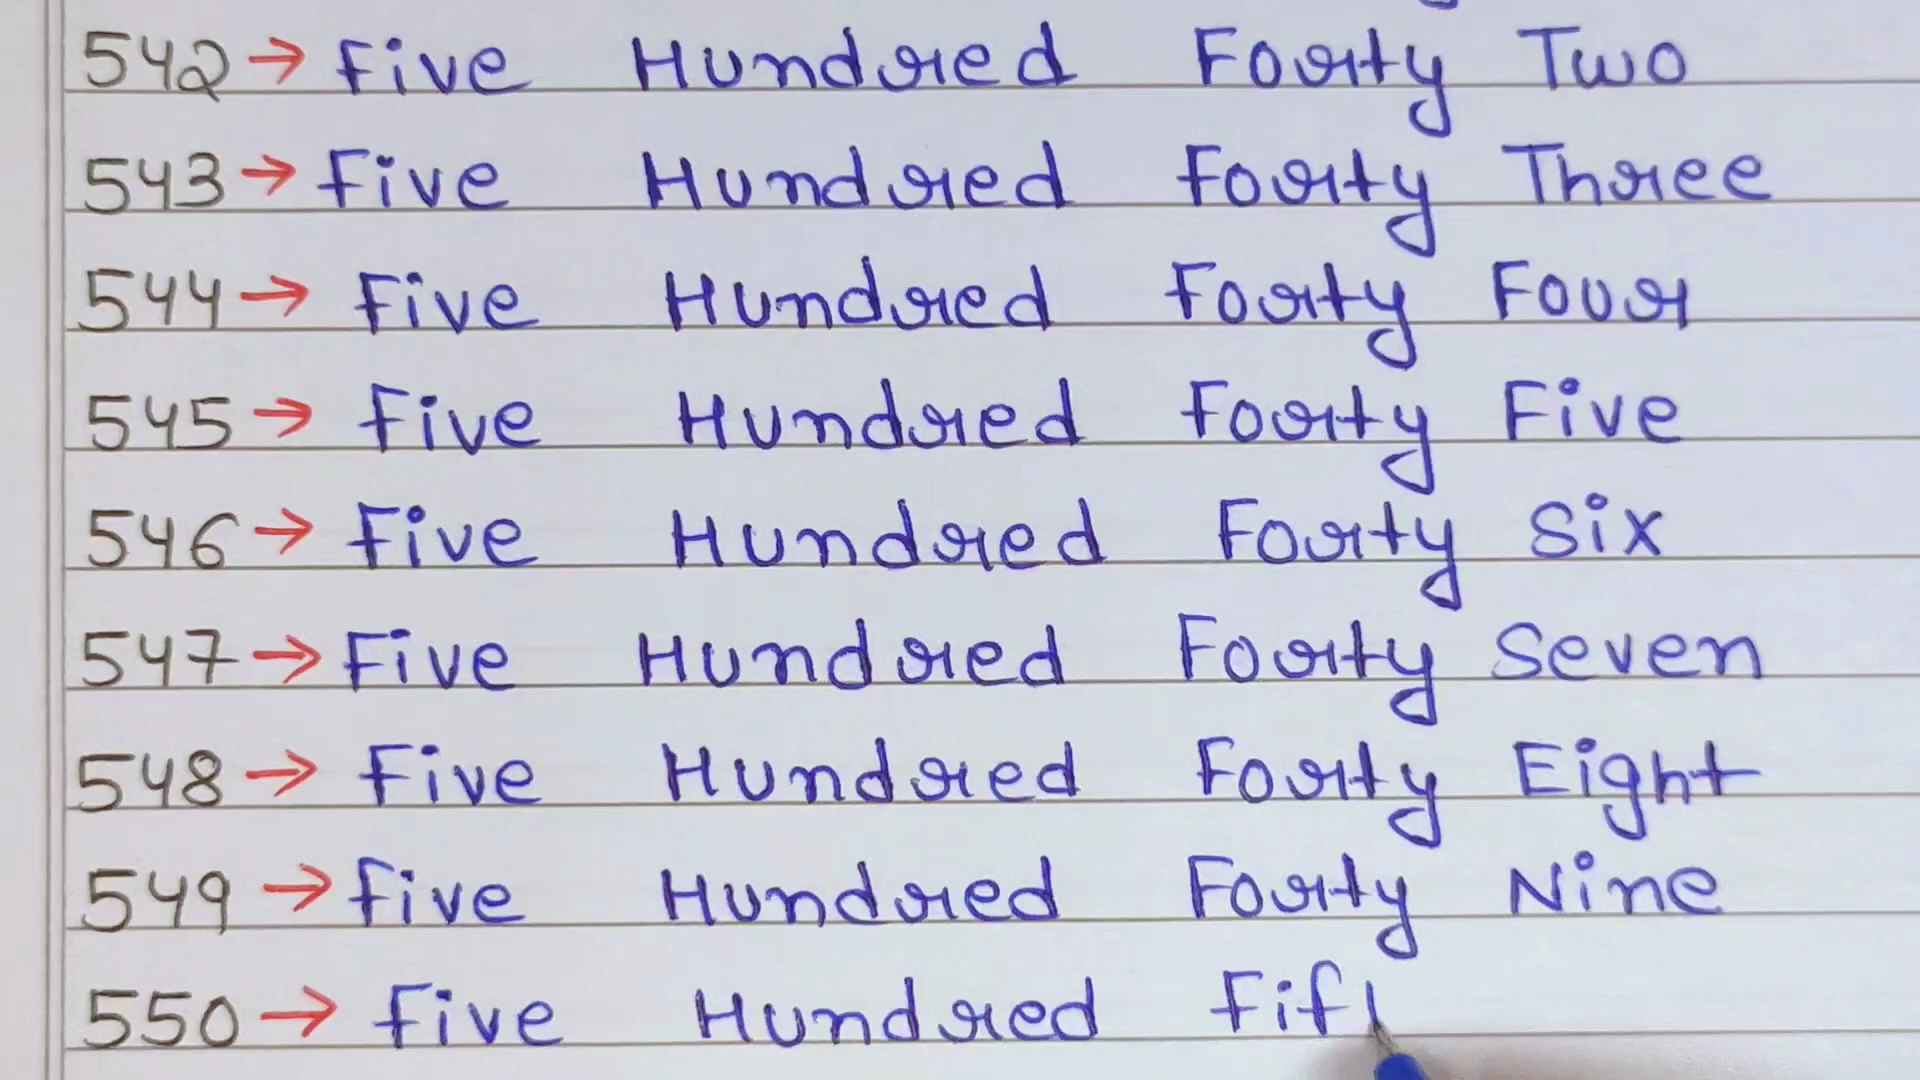 542 → Five Hundred Forty Two
543 → Five Hundred Forty Three
544 → Five Hundred Forty Four
545 → Five Hundred Forty Five
546 → Five Hundred Forty Six
547 → Five Hundred Forty Seven
548 → Five Hundred Forty Eight
549 → Five Hundred Forty Nine
550 → Five Hundred